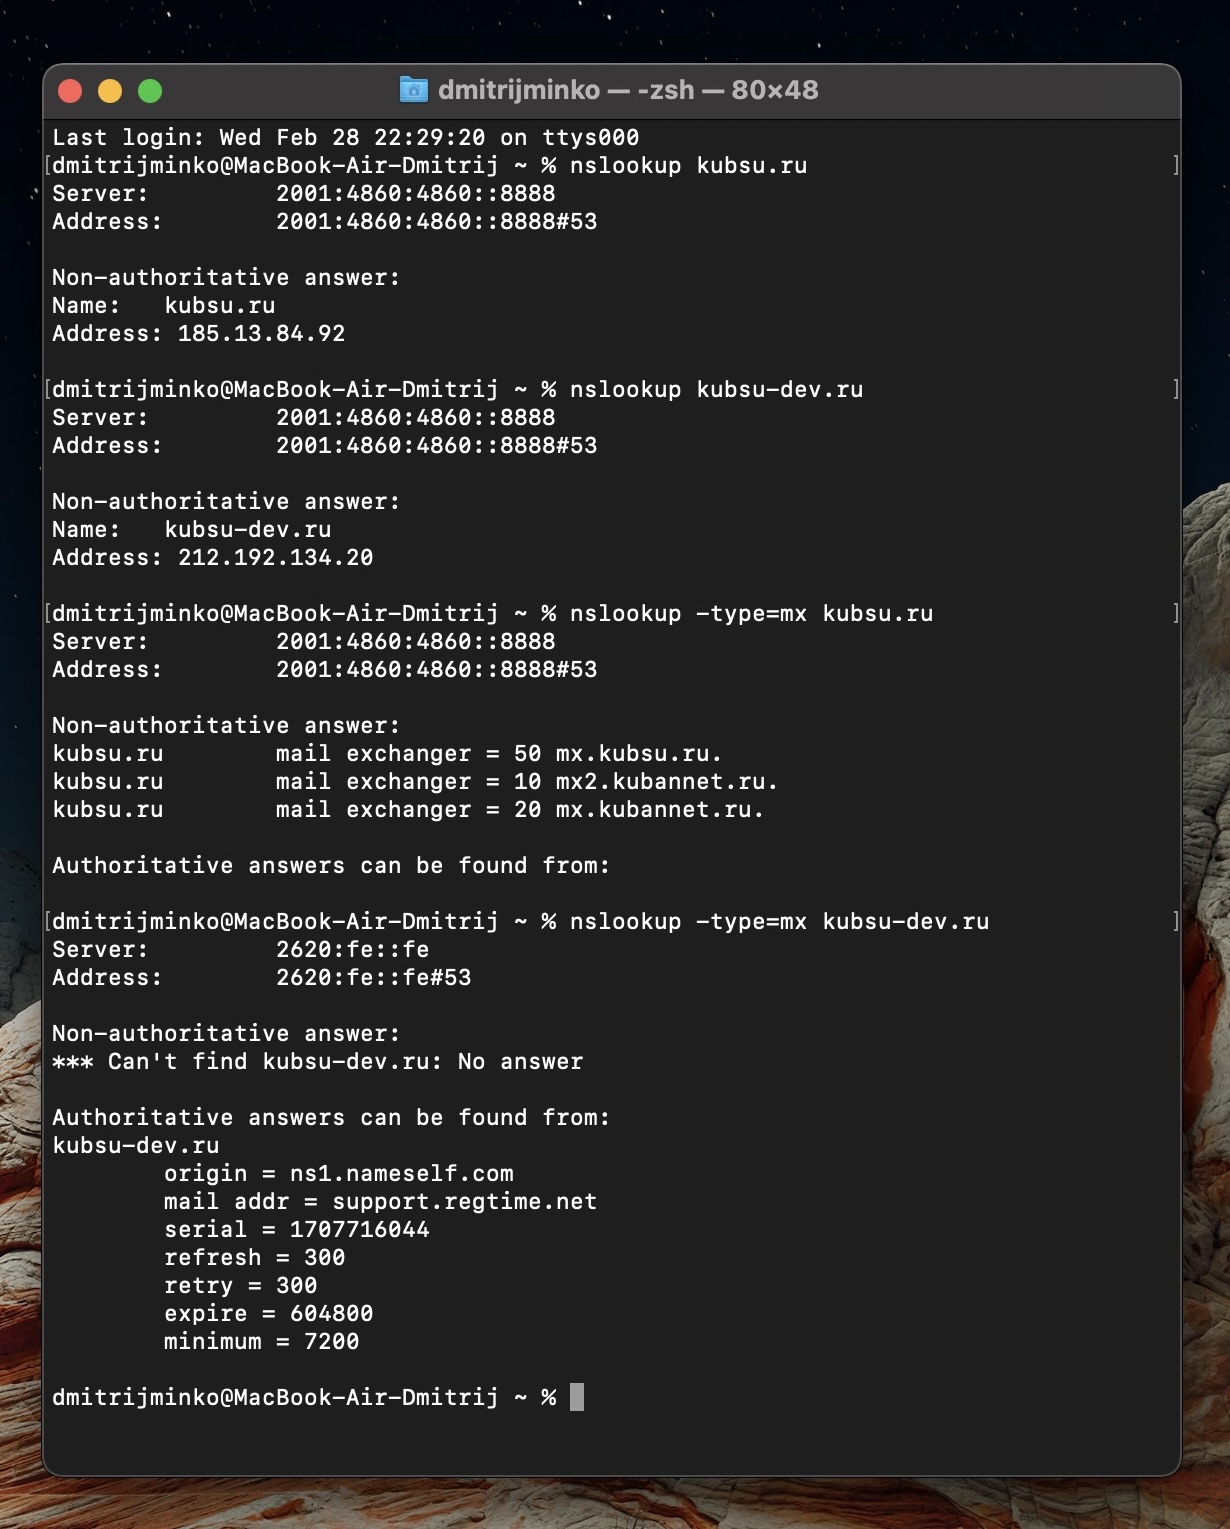 dmitrijminko — -zsh — 80×48
Last login: Wed Feb 28 22:29:20 on ttys000
[dmitrijminko@MacBook-Air-Dmitrij ~ % nslookup kubsu.ru ]
Server: 2001:4860:4860::8888
Address: 2001:4860:4860::8888#53
Non-authoritative answer:
Name: kubsu.ru
Address: 185.13.84.92
[dmitrijminko@MacBook-Air-Dmitrij ~ % nslookup kubsu-dev.ru ]
Server: 2001:4860:4860::8888
Address: 2001:4860:4860::8888#53
Non-authoritative answer:
Name: kubsu-dev.ru
Address: 212.192.134.20
[dmitrijminko@MacBook-Air-Dmitrij ~ % nslookup -type=mx kubsu.ru ]
Server: 2001:4860:4860::8888
Address: 2001:4860:4860::8888#53
Non-authoritative answer:
kubsu.ru mail exchanger = 50 mx.kubsu.ru.
kubsu.ru mail exchanger = 10 mx2.kubannet.ru.
kubsu.ru mail exchanger = 20 mx.kubannet.ru.
Authoritative answers can be found from:
[dmitrijminko@MacBook-Air-Dmitrij ~ % nslookup -type=mx kubsu-dev.ru ]
Server: 2620:fe::fe
Address: 2620:fe::fe#53
Non-authoritative answer:
*** Can't find kubsu-dev.ru: No answer
Authoritative answers can be found from:
kubsu-dev.ru
origin = ns1.nameself.com
mail addr = support.regtime.net
serial = 1707716044
refresh = 300
retry = 300
expire = 604800
minimum = 7200
dmitrijminko@MacBook-Air-Dmitrij ~ %